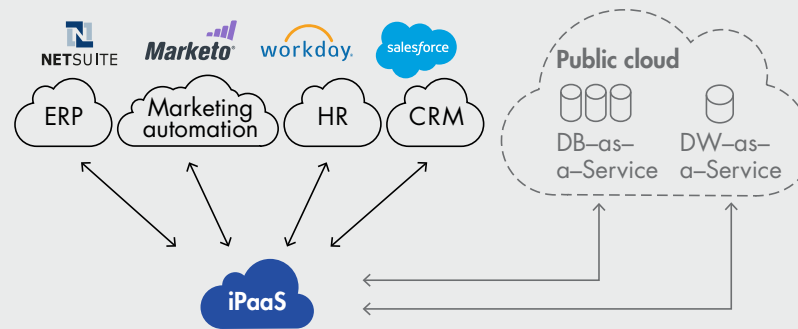 NETSUITE
Marketo
workday.
salesforce
ERP
Marketing
automation
HR
CRM
Public cloud
DB–as–
a–Service
DW–as–
a–Service
iPaaS